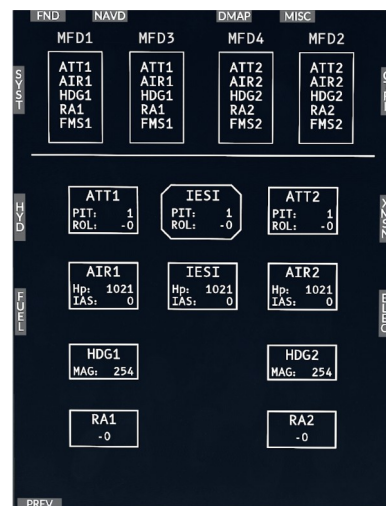 FND NAVD DMAP MISC
MFD1 MFD3 MFD4 MFD2
ATT1 ATT1 ATT2 ATT2
AIR1 AIR1 AIR2 AIR2
HDG1 HDG1 HDG2 HDG2
RA1 RA1 RA2 RA2
FMS1 FMS1 FMS2 FMS2
SYST
HYD
ATT1 IESI ATT2
PIT: 1 PIT: 1 PIT: 1
ROL: -0 ROL: -0 ROL: -0
AIR1 IESI AIR2
Hp: 1021 Hp: 1021 Hp: 1021
IAS: 0 IAS: 0 IAS: 0
FUEL
HDG1 HDG2
MAG: 254 MAG: 254
RA1 RA2
-0 -0
PREV